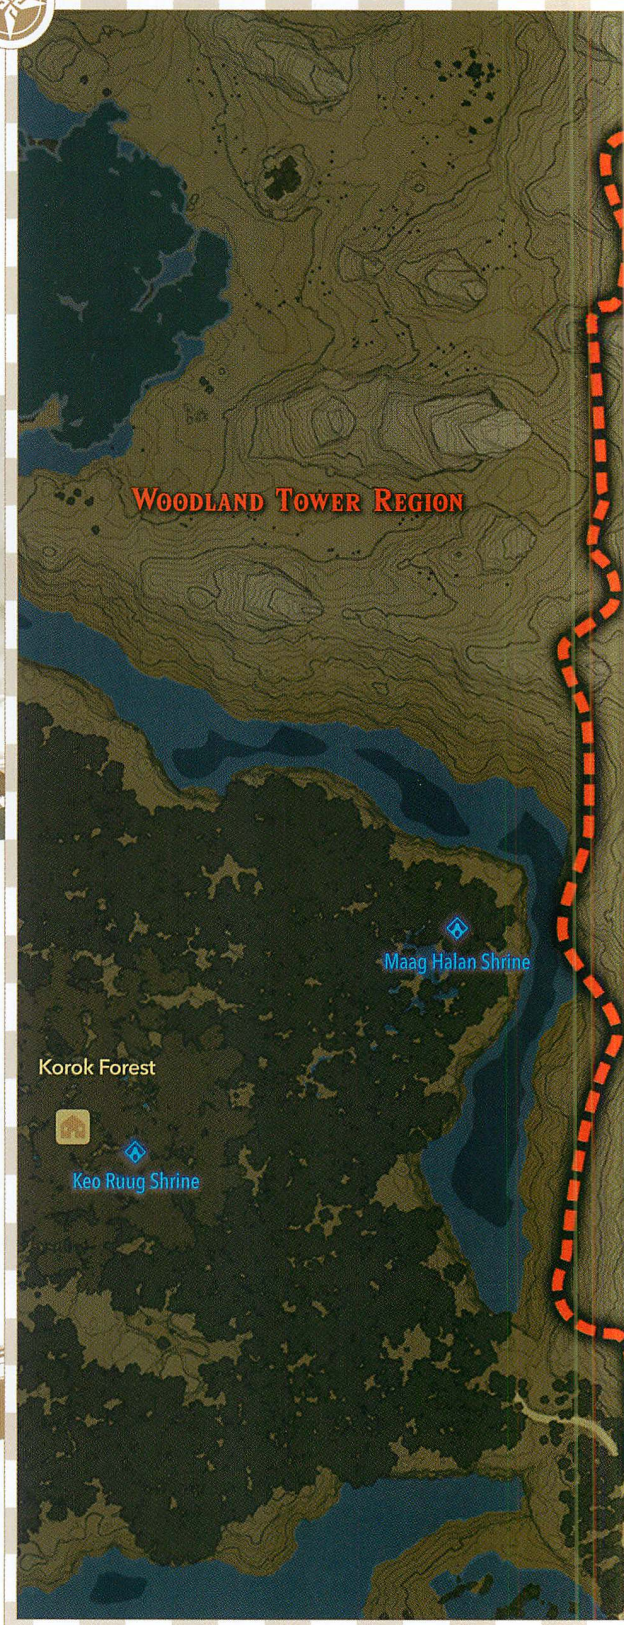 Woodland Tower Region
Maag Halan Shrine
Korok Forest
Keo Ruug Shrine